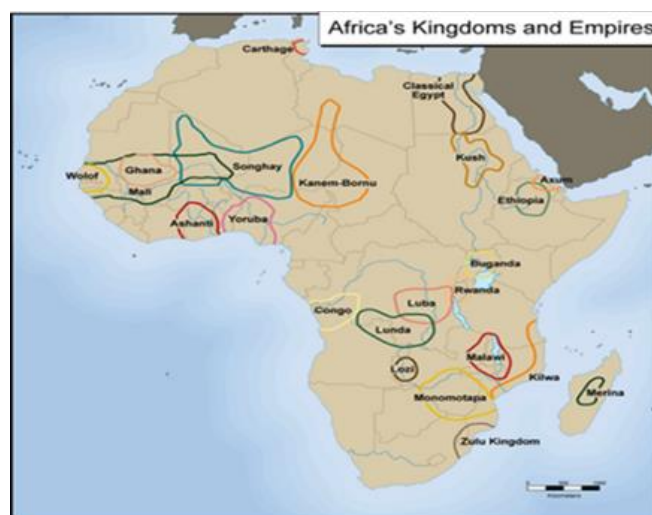 Africa's Kingdoms and Empires
Carthage
Classical
Egypt
Wolof
Ghana
Songhay
Mali
Kanem-Bornu
Kush
Axum
Ethiopia
Ashanti
Yoruba
Buganda
Rwanda
Congo
Luba
Lunda
Malawi
Lozi
Kilwa
Monomotapa
Merina
Zulu Kingdom